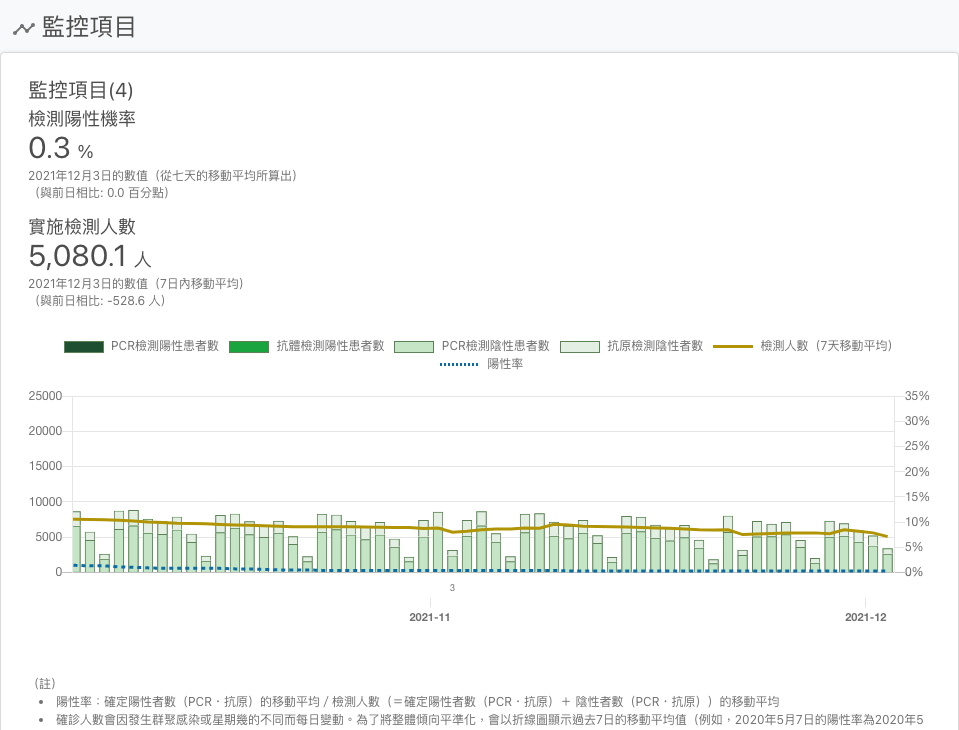 監控項目
監控項目(4)
檢測陽性機率
0.3 %
2021年12月3日的數值（從七天的移動平均所算出）
（與前日相比: 0.0 百分點）
實施檢測人數
5,080.1 人
2021年12月3日的數值（7日內移動平均）
（與前日相比: -528.6 人）
PCR檢測陽性患者數 抗體檢測陽性患者數 PCR檢測陰性患者數 抗原檢測陰性者數 檢測人數（7天移動平均）
陽性率
25000 35%
30%
20000
25%
15000 20%
15%
10000
10%
5000
5%
0 0%
3
2021-11 2021-12
（註）
• 陽性率：確定陽性者數（PCR・抗原）的移動平均 / 檢測人數（＝確定陽性者數（PCR・抗原）＋ 陰性者數（PCR・抗原））的移動平均
• 確診人數會因發生群聚感染或星期幾的不同而每日變動。為了將整體傾向平準化，會以折線圖顯示過去7日的移動平均值（例如，2020年5月7日的陽性率為2020年5